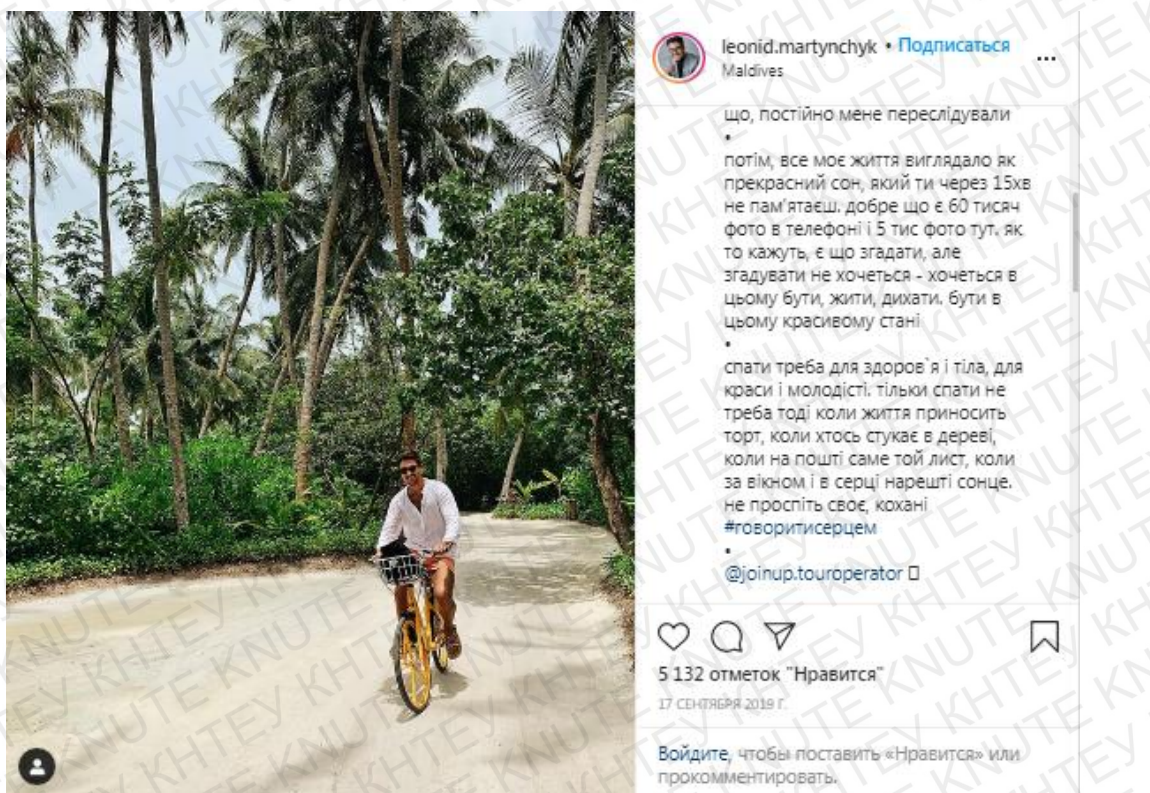 leonid.martynchyk • Подписаться
Maldives
...
що, постійно мене переслідували
•
потім, все моє життя виглядало як
прекрасний сон, який ти через 15хв
не пам'ятаєш. добре що є 60 тисяч
фото в телефоні і 5 тис фото тут. як
то кажуть, є що згадати, але
згадувати не хочеться - хочеться в
цьому бути, жити, дихати. бути в
цьому красивому стані
•
спати треба для здоров`я і тіла, для
краси і молодісті. тільки спати не
треба тоді коли життя приносить
торт, коли хтось стукає в дереві,
коли на пошті саме той лист, коли
за вікном і в серці нарешті сонце.
не проспіть своє, кохані
#говоритисерцем
•
@joinup.touroperator
5 132 отметок "Нравится"
17 СЕНТЯБРЯ 2019 Г.
Войдите, чтобы поставить «Нравится» или
прокомментировать.
KHTEY KNUTE KHTEY KNUTE